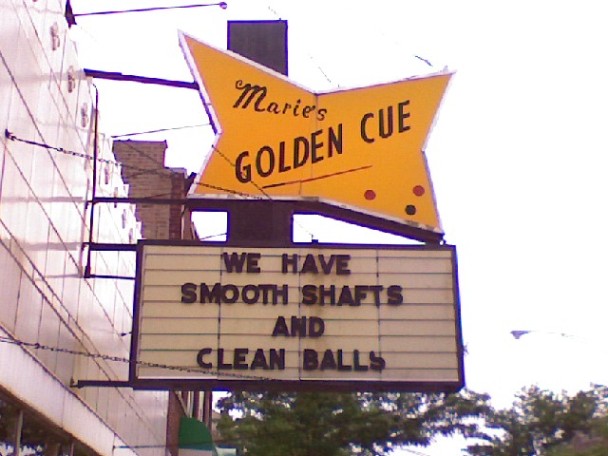 Marie's
GOLDEN CUE
WE HAVE
SMOOTH SHAFTS
AND
CLEAN BALLS